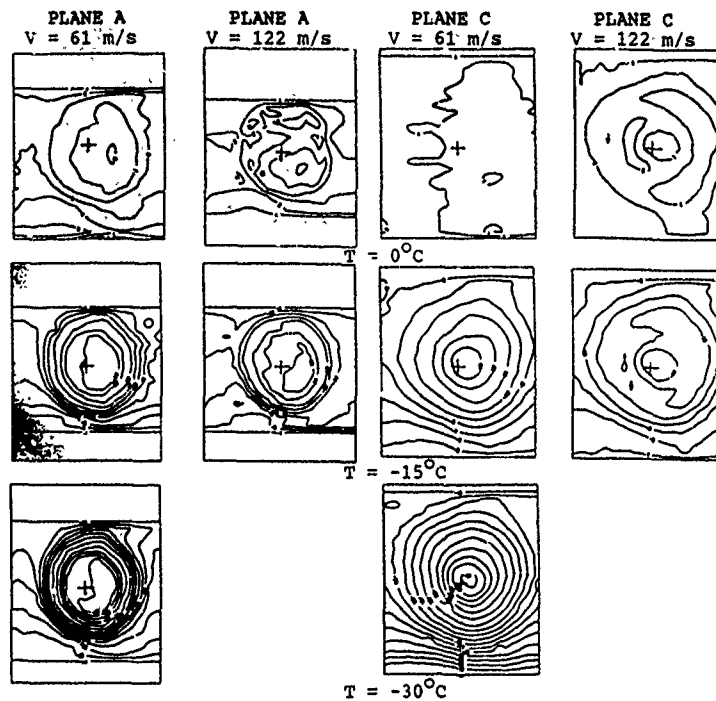 PLANE A PLANE A PLANE C PLANE C
V = 61 m/s V = 122 m/s V = 61 m/s V = 122 m/s
T = 0°C
T = -15°C
T = -30°C